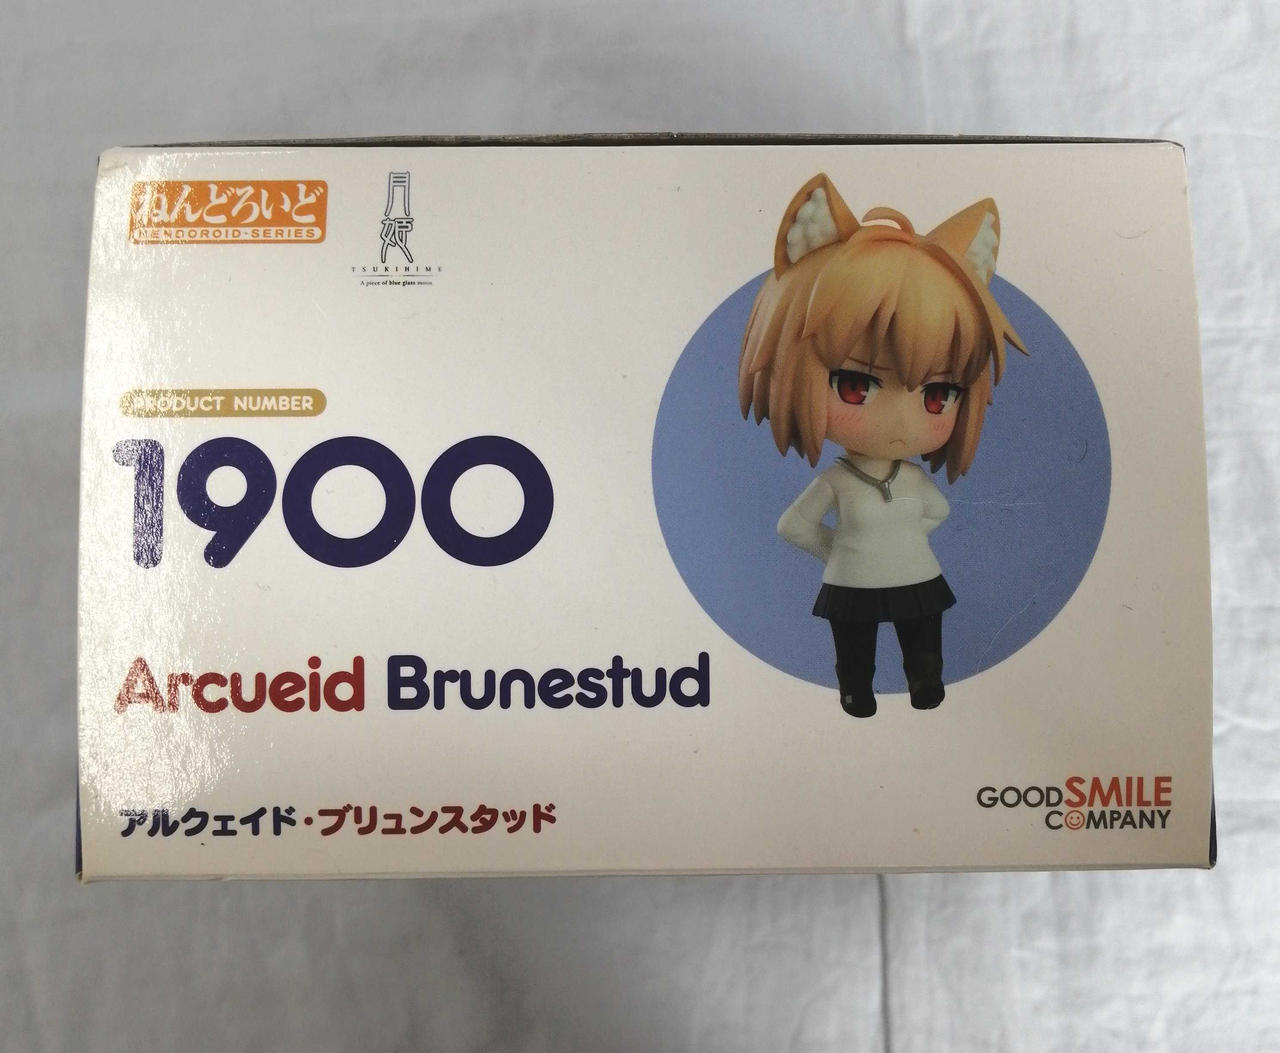 ねんどろいど
NENDOROID-SERIES
月姫
TSUKIHIME
A piece of blue glass moon
PRODUCT NUMBER
1900
Arcueid Brunestud
アルクェイド・ブリュンスタッド
GOOD SMILE
COMPANY